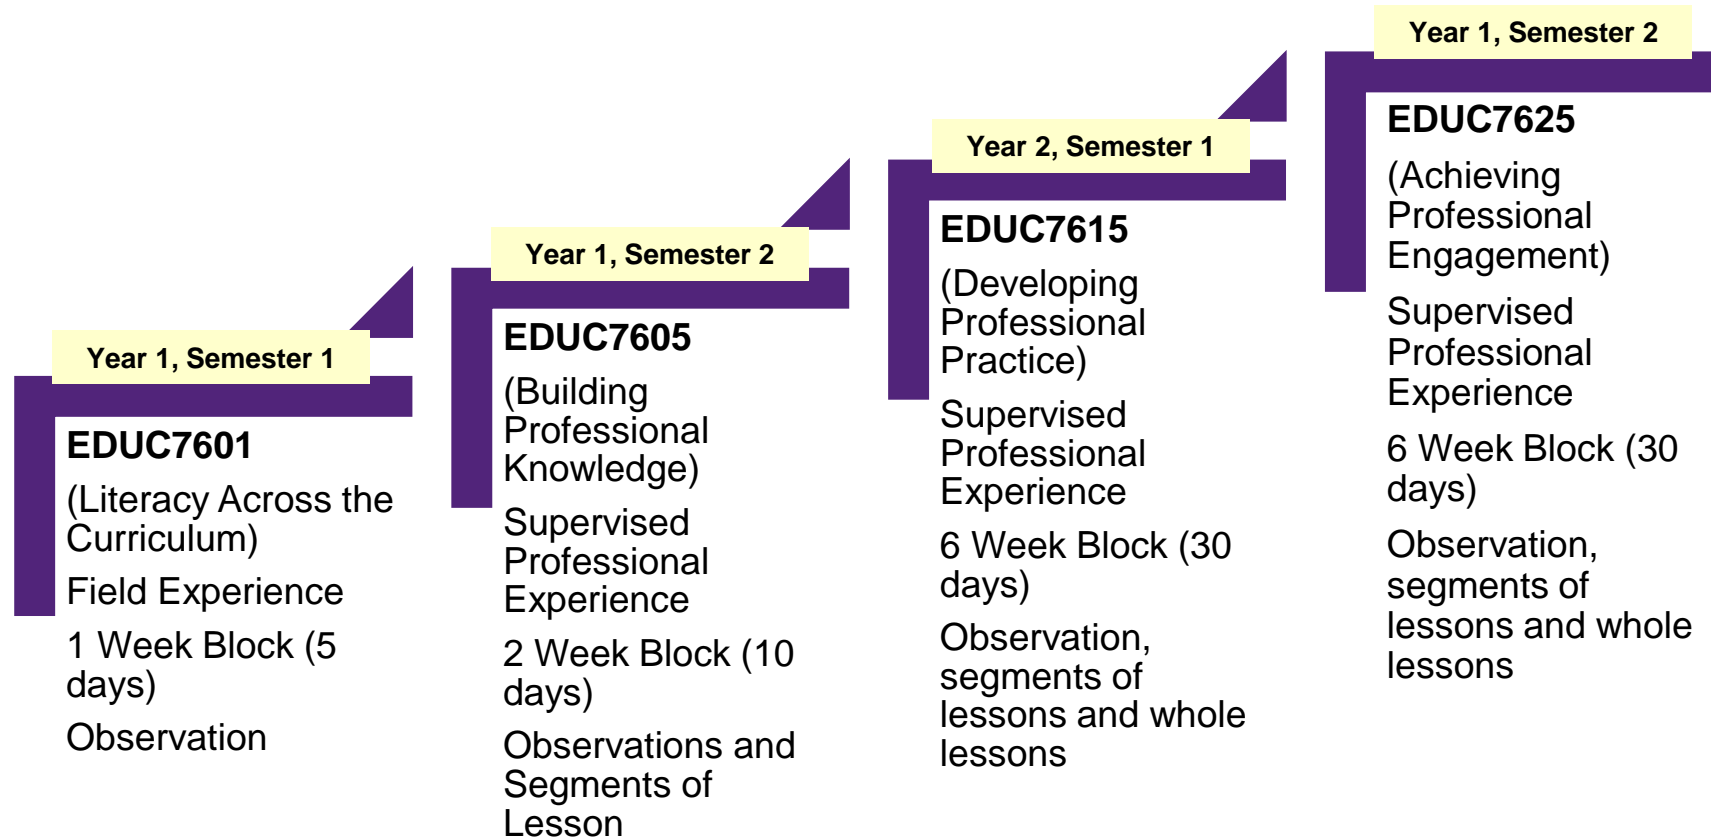 Year 1, Semester 1
EDUC7601
(Literacy Across the
Curriculum)
Field Experience
1 Week Block (5
days)
Observation
Year 1, Semester 2
EDUC7605
(Building
Professional
Knowledge)
Supervised
Professional
Experience
2 Week Block (10
days)
Observations and
Segments of
Lesson
Year 2, Semester 1
EDUC7615
(Developing
Professional
Practice)
Supervised
Professional
Experience
6 Week Block (30
days)
Observation,
segments of
lessons and whole
lessons
Year 1, Semester 2
EDUC7625
(Achieving
Professional
Engagement)
Supervised
Professional
Experience
6 Week Block (30
days)
Observation,
segments of
lessons and whole
lessons